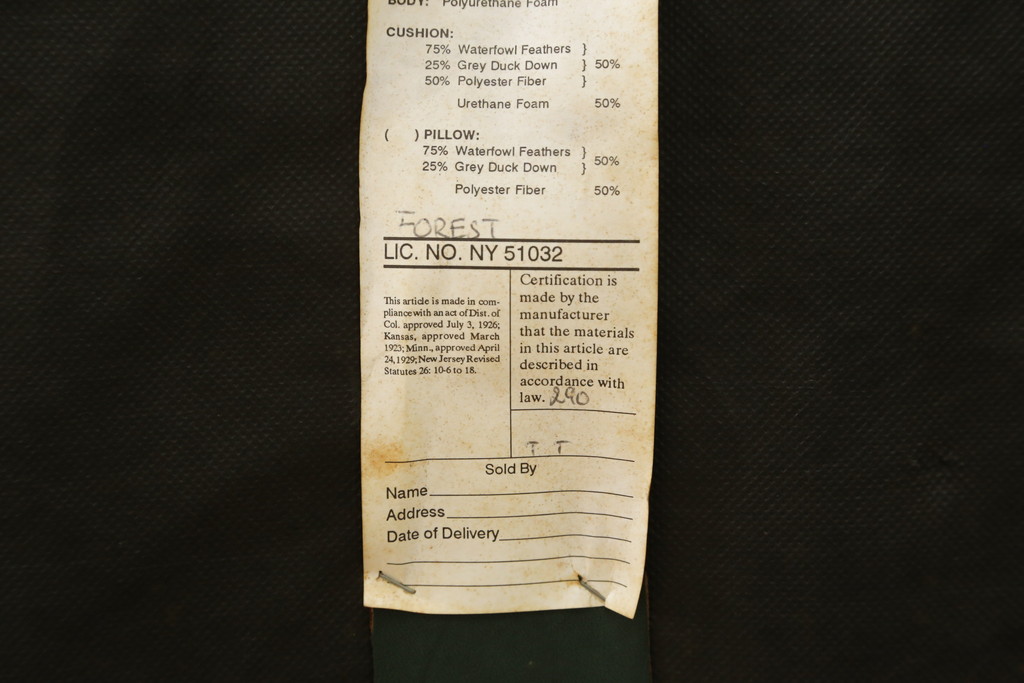 BODY: Polyurethane Foam
CUSHION:
75% Waterfowl Feathers }
25% Grey Duck Down } 50%
50% Polyester Fiber }
Urethane Foam 50%
( ) PILLOW:
75% Waterfowl Feathers }
25% Grey Duck Down } 50%
Polyester Fiber 50%
FOREST
LIC. NO. NY 51032
This article is made in com-
pliance with an act of Dist. of
Col. approved July 3, 1926;
Kansas, approved March
1923; Minn., approved April
24, 1929; New Jersey Revised
Statutes 26: 10-6 to 18.
Certification is
made by the
manufacturer
that the materials
in this article are
described in
accordance with
law. 290
T T
Sold By
Name
Address
Date of Delivery